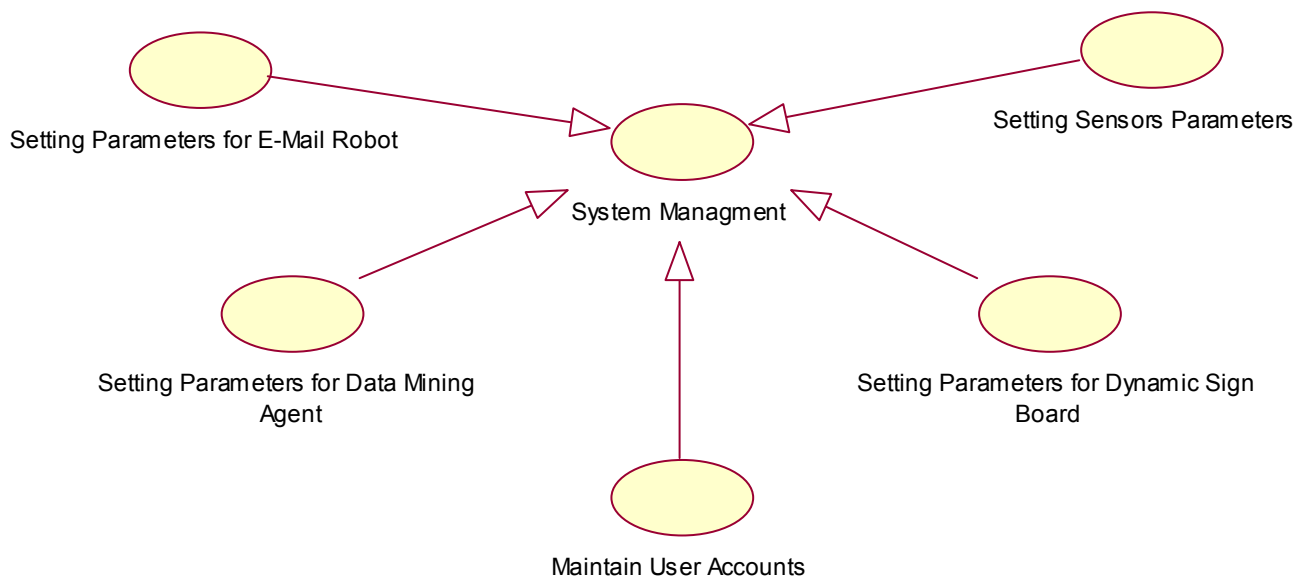 Setting Parameters for E-Mail Robot
Setting Sensors Parameters
System Managment
Setting Parameters for Data Mining
Agent
Setting Parameters for Dynamic Sign
Board
Maintain User Accounts